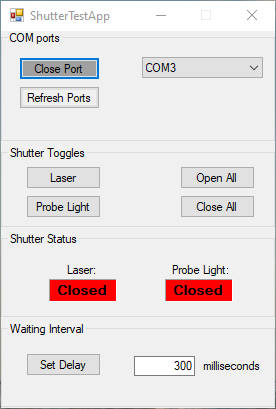 ShutterTestApp
COM ports
Close Port
COM3
Refresh Ports
Shutter Toggles
Laser
Open All
Probe Light
Close All
Shutter Status
Laser:
Probe Light:
Closed
Closed
Waiting Interval
Set Delay
300
milliseconds